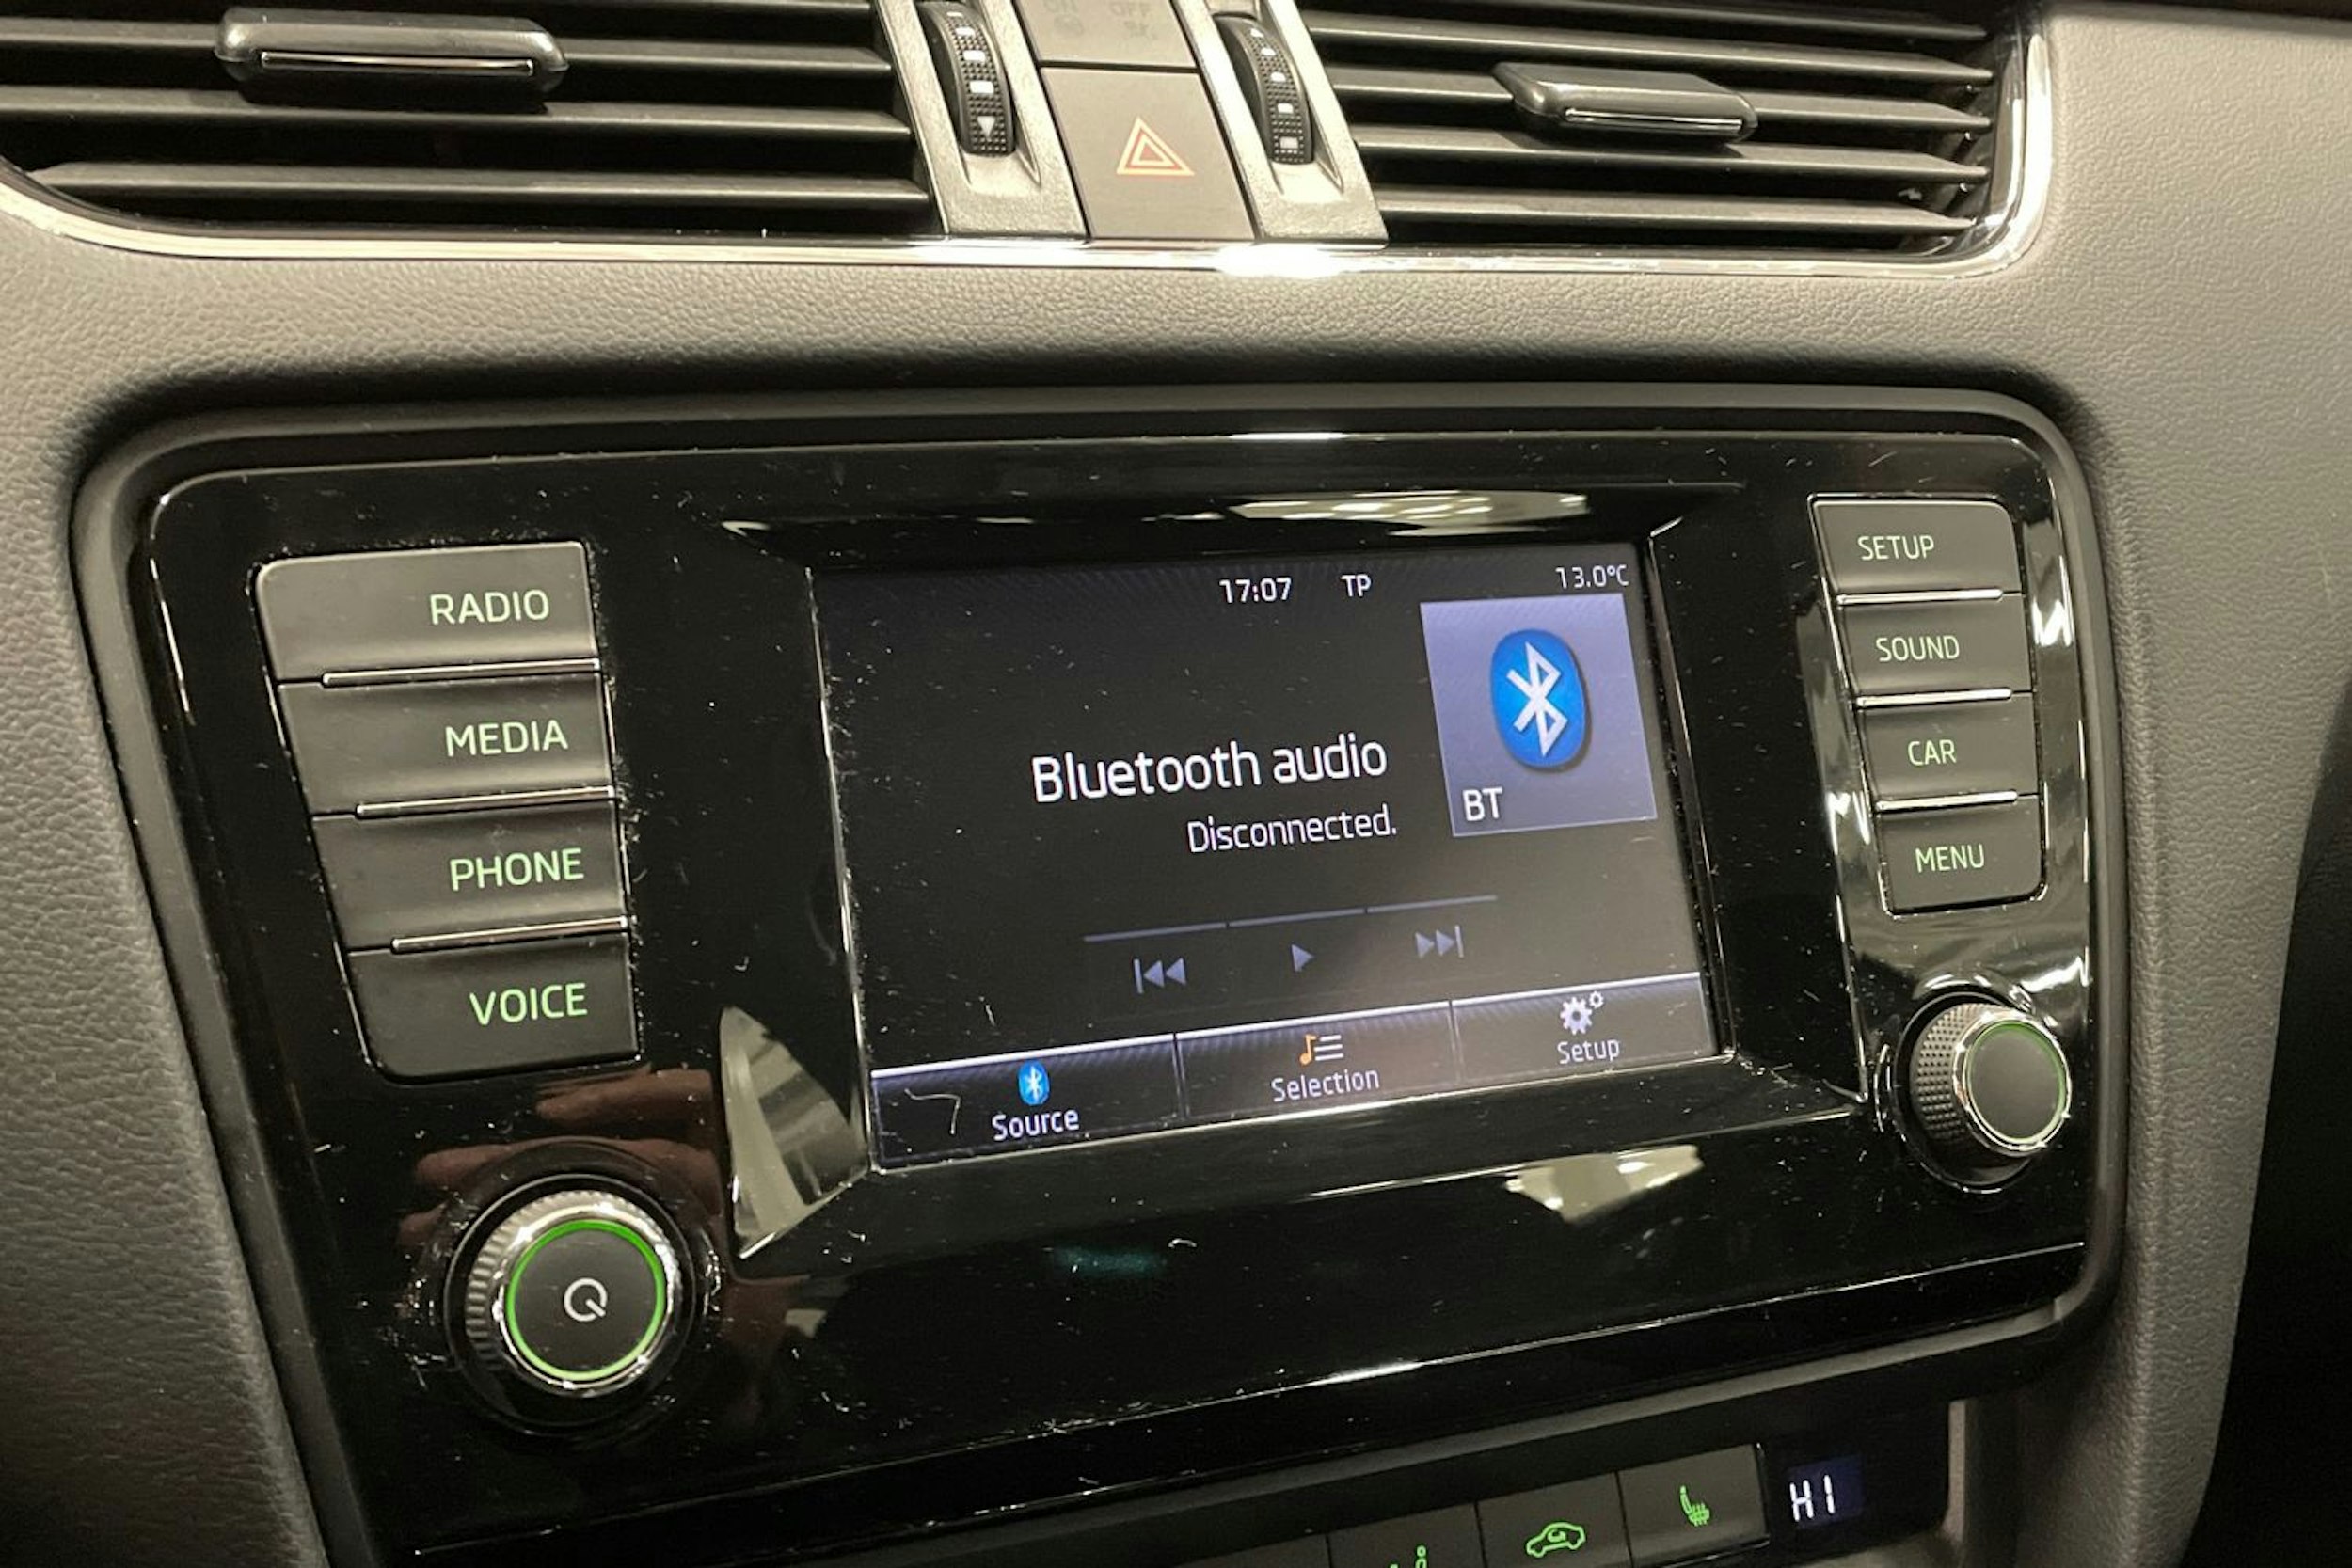 OFF
17:07 TP 13.0°C
RADIO
MEDIA
PHONE
VOICE
Bluetooth audio
Disconnected.
BT
Source
Selection
Setup
SETUP
SOUND
CAR
MENU
HI